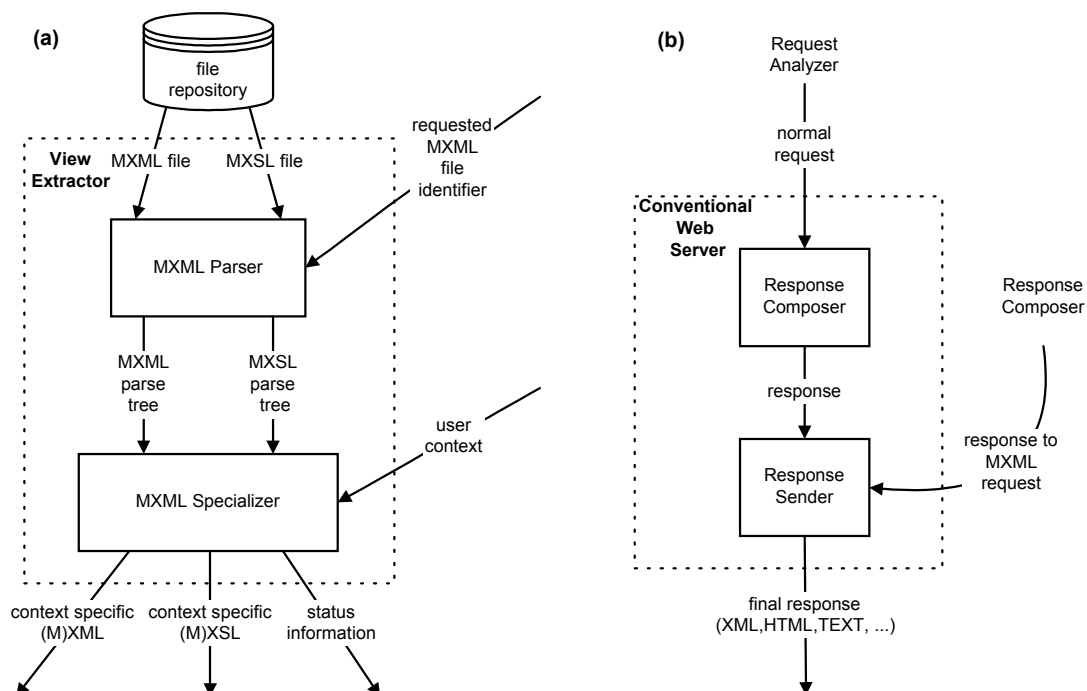 (a)
file
repository
requested
MXML
file
identifier
View
Extractor
MXML file
MXSL file
MXML Parser
MXML
parse
tree
MXSL
parse
tree
user
context
MXML Specializer
context specific
(M)XML
context specific
(M)XSL
status
information
(b)
Request
Analyzer
normal
request
Conventional
Web
Server
Response
Composer
Response
Composer
response
response to
MXML
request
Response
Sender
final response
(XML,HTML,TEXT, ...)